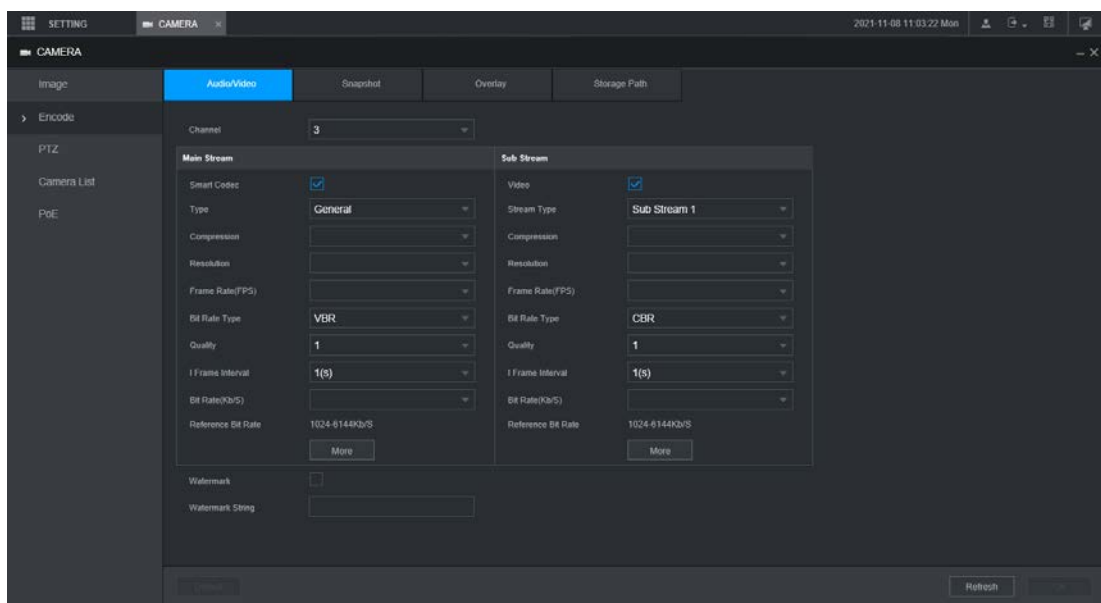 SETTING CAMERA × 2021-11-08 11:03:22 Mon
CAMERA
Image Audio/Video Snapshot Overlay Storage Path
Encode
Channel 3
PTZ
Main Stream Sub Stream
Camera List Smart Codec Video
Type General Stream Type Sub Stream 1
PoE
Compression Compression
Resolution Resolution
Frame Rate(FPS) Frame Rate(FPS)
Bit Rate Type VBR Bit Rate Type CBR
Quality 1 Quality 1
I Frame Interval 1(s) I Frame Interval 1(s)
Bit Rate(Kb/S) Bit Rate(Kb/S)
Reference Bit Rate 1024-6144Kb/S Reference Bit Rate 1024-6144Kb/S
More More
Watermark
Watermark String
Refresh